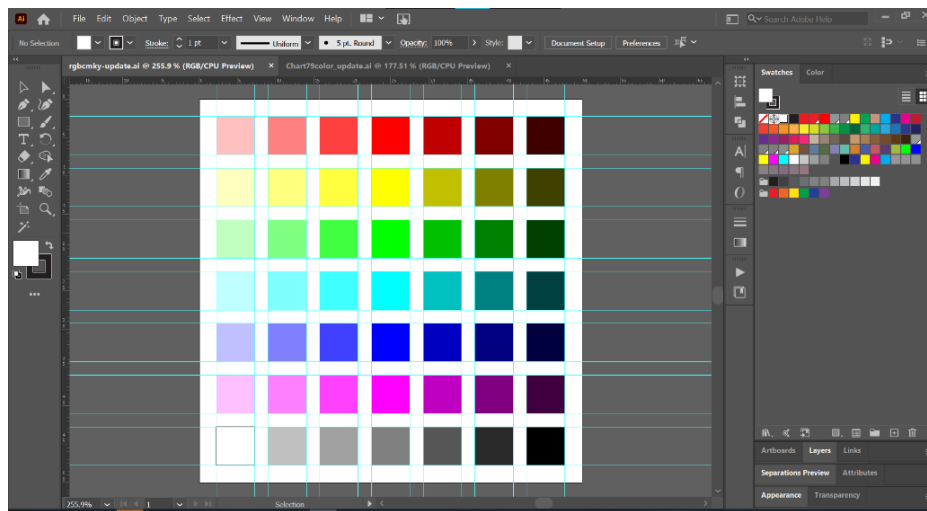 Ai File Edit Object Type Select Effect View Window Help Search Adobe Help
No Selection Stroke: 1 pt Uniform 5 pt. Round Opacity: 100% Style: Document Setup Preferences
rgbcmky-update.ai @ 255.9 % (RGB/CPU Preview) × Chart79color_update.ai @ 177.51 % (RGB/CPU Preview) ×
Swatches Color
Artboards Layers Links
Separations Preview Attributes
Appearance Transparency
255.9% 1 Selection